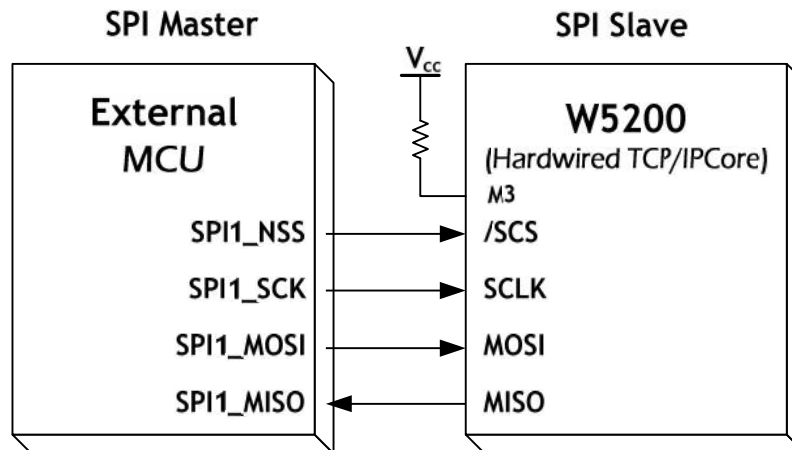 SPI Master
SPI Slave
Vcc
External
MCU
W5200
(Hardwired TCP/IPCore)
M3
SPI1_NSS
/SCS
SPI1_SCK
SCLK
SPI1_MOSI
MOSI
SPI1_MISO
MISO